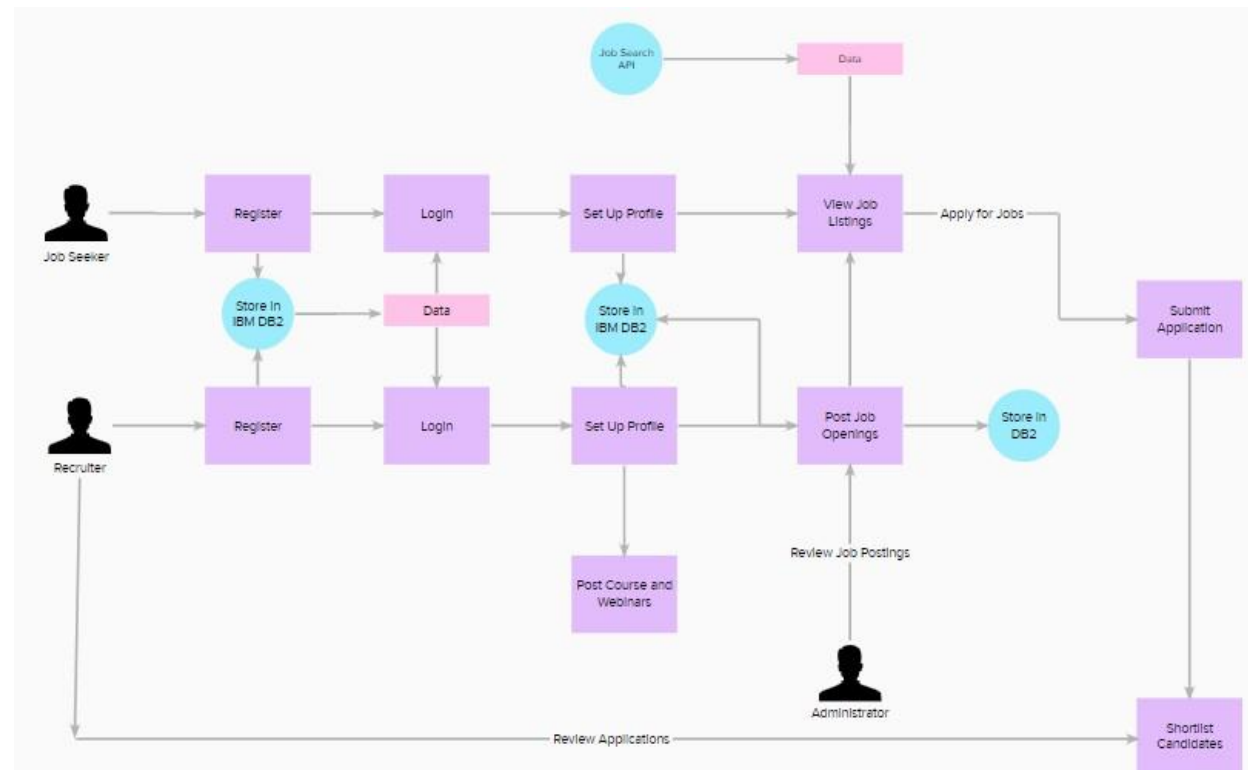 Job Search
API
Data
Register
Login
Set Up Profile
View Job
Listings
Apply for Jobs
Job Seeker
Store in
IBM DB2
Data
Store in
IBM DB2
Submit
Application
Register
Login
Set Up Profile
Post Job
Openings
Store in
DB2
Recruiter
Review Job Postings
Post Course and
Webinars
Administrator
Review Applications
Shortlist
Candidates